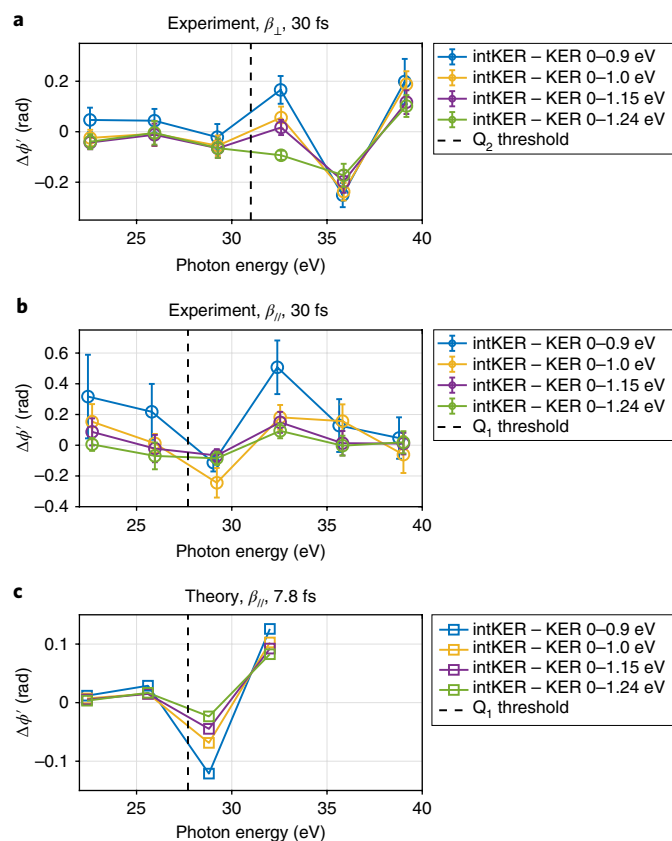 a
Experiment, β⊥, 30 fs
0.2
0
–0.2
Δϕ′ (rad)
25
30
35
40
Photon energy (eV)
intKER – KER 0–0.9 eV
intKER – KER 0–1.0 eV
intKER – KER 0–1.15 eV
intKER – KER 0–1.24 eV
Q₂ threshold
b
Experiment, β//, 30 fs
0.6
0.4
0.2
0
–0.2
–0.4
Δϕ′ (rad)
25
30
35
40
Photon energy (eV)
intKER – KER 0–0.9 eV
intKER – KER 0–1.0 eV
intKER – KER 0–1.15 eV
intKER – KER 0–1.24 eV
Q₁ threshold
c
Theory, β//, 7.8 fs
0.1
0
–0.1
Δϕ′ (rad)
25
30
35
40
Photon energy (eV)
intKER – KER 0–0.9 eV
intKER – KER 0–1.0 eV
intKER – KER 0–1.15 eV
intKER – KER 0–1.24 eV
Q₁ threshold